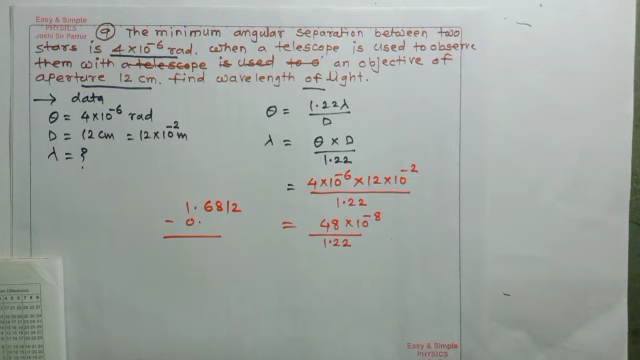 Easy & Simple
PHYSICS
Joshi Sir Partur
9) The minimum angular separation between two
stars is 4×10⁻⁶ rad. when a telescope is used to observe
them with a telescope is used to o an objective of
aperture 12 cm. find wavelength of light.
→ data
θ = 4×10⁻⁶ rad
D = 12 cm = 12×10⁻² m
λ = ?
θ = 1.22λ / D
λ = θ × D / 1.22
= 4×10⁻⁶ × 12×10⁻² / 1.22
= 48×10⁻⁸ / 1.22
1.6812
- 0.
Easy & Simple
PHYSICS